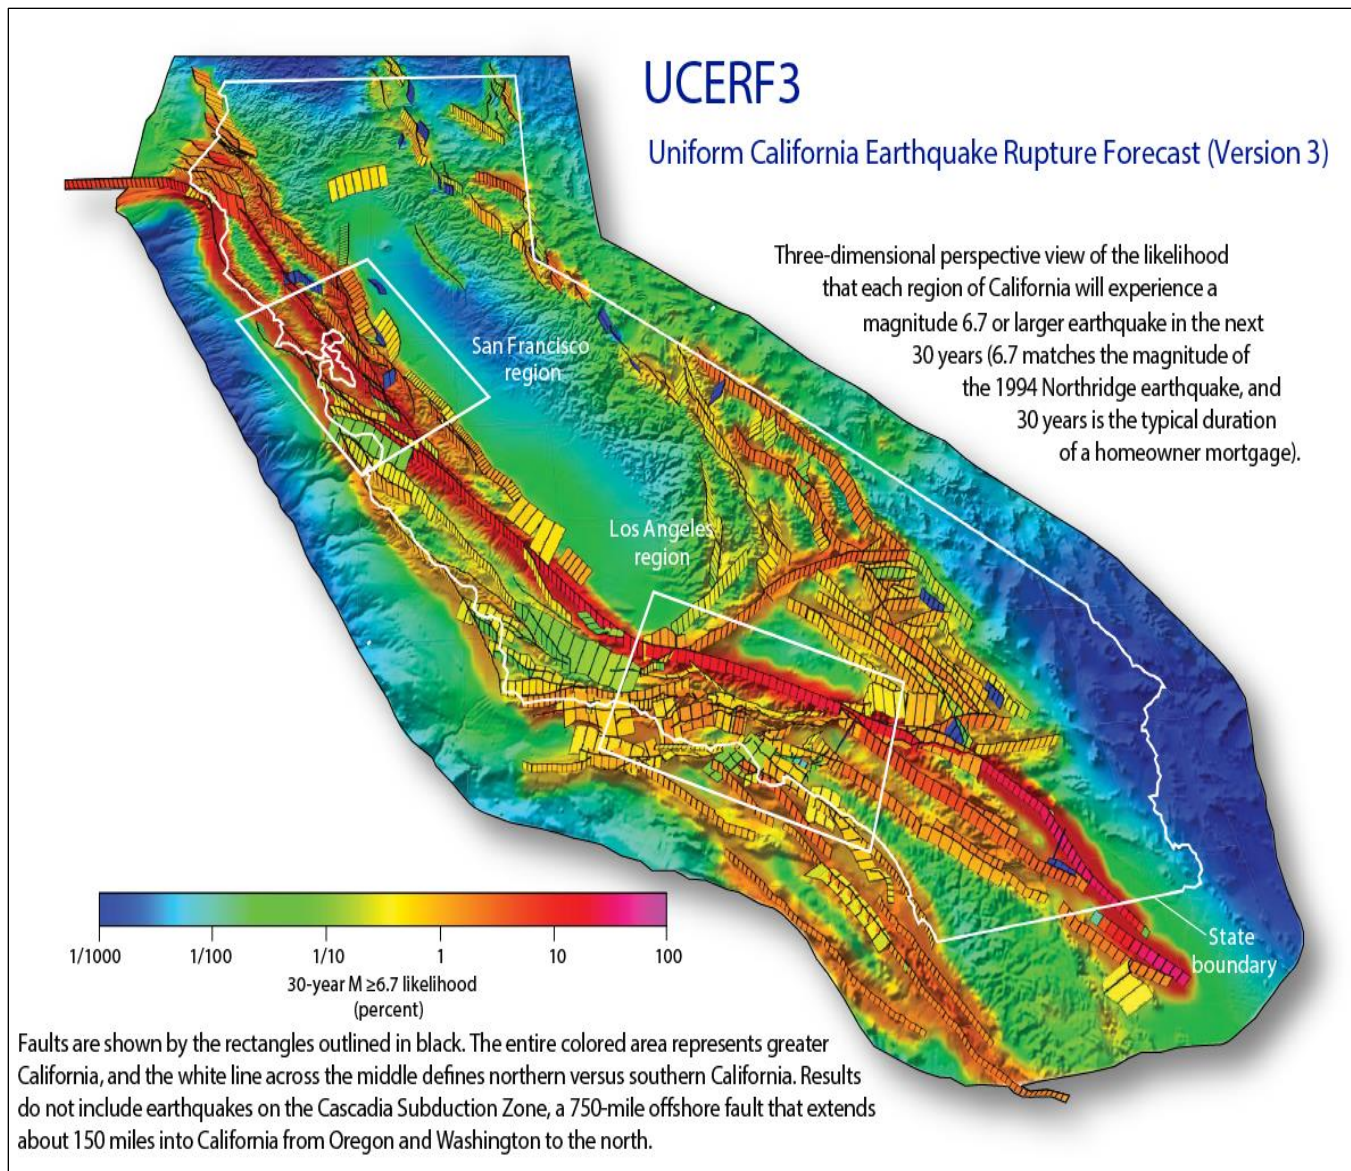 UCERF3
Uniform California Earthquake Rupture Forecast (Version 3)
Three-dimensional perspective view of the likelihood
that each region of California will experience a
magnitude 6.7 or larger earthquake in the next
30 years (6.7 matches the magnitude of
the 1994 Northridge earthquake, and
30 years is the typical duration
of a homeowner mortgage).
San Francisco
region
Los Angeles
region
State
boundary
1/1000 1/100 1/10 1 10 100
30-year M ≥6.7 likelihood
(percent)
Faults are shown by the rectangles outlined in black. The entire colored area represents greater
California, and the white line across the middle defines northern versus southern California. Results
do not include earthquakes on the Cascadia Subduction Zone, a 750-mile offshore fault that extends
about 150 miles into California from Oregon and Washington to the north.